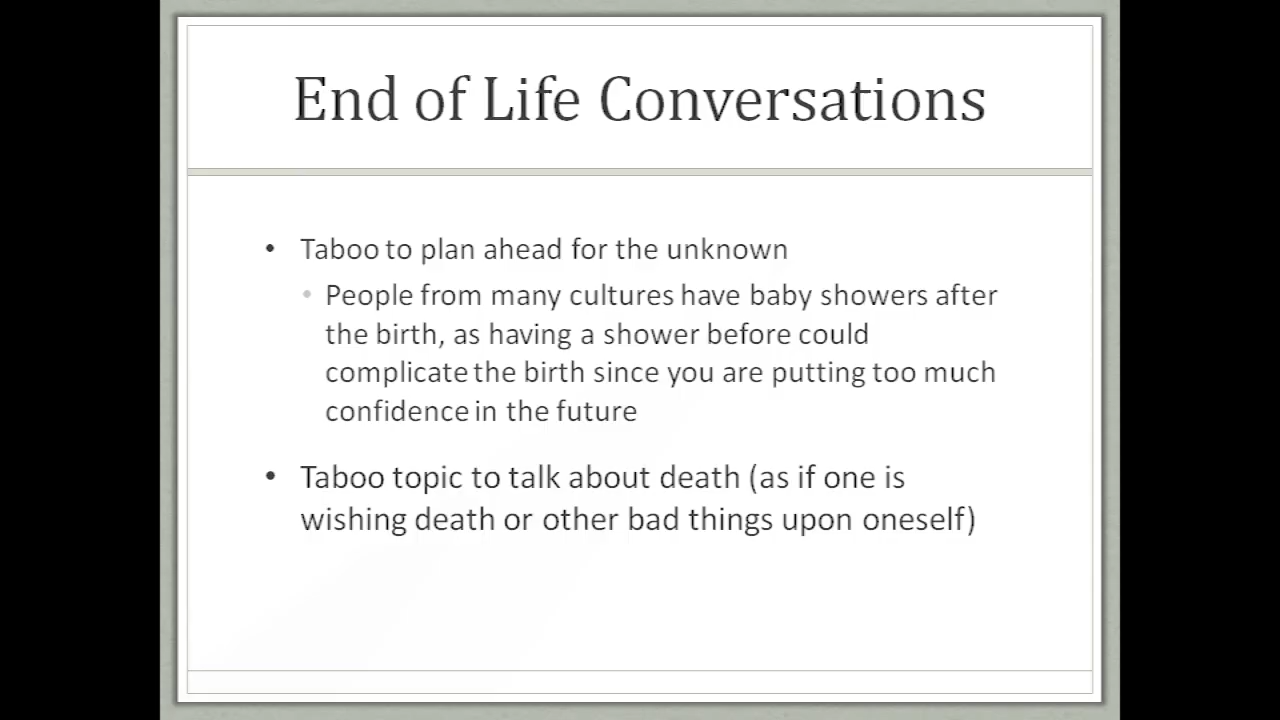 End of Life Conversations
• Taboo to plan ahead for the unknown
• People from many cultures have baby showers after
the birth, as having a shower before could
complicate the birth since you are putting too much
confidence in the future
• Taboo topic to talk about death (as if one is
wishing death or other bad things upon oneself)